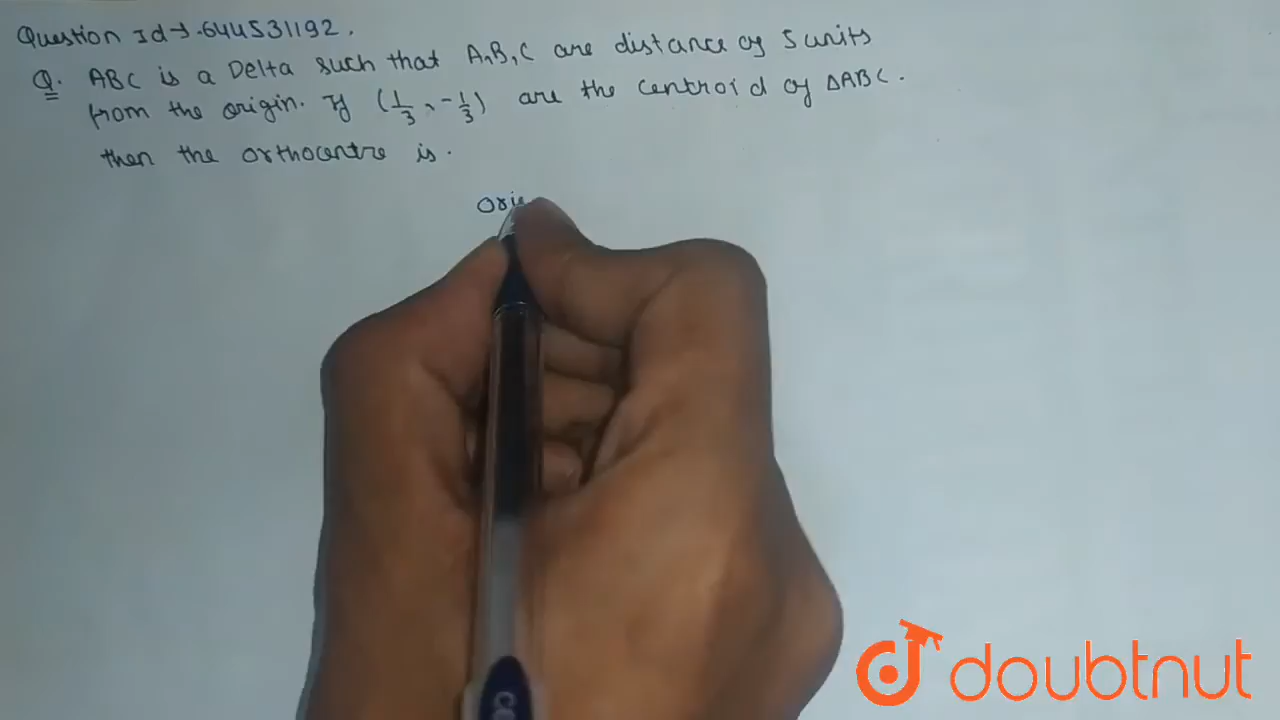 Question Id→.644531192.
Q. ABC is a Delta such that A,B,C are distance of 5 units
from the origin. If (1/3, -1/3) are the centroid of ΔABC.
then the orthocentre is.
Ori
doubtnut